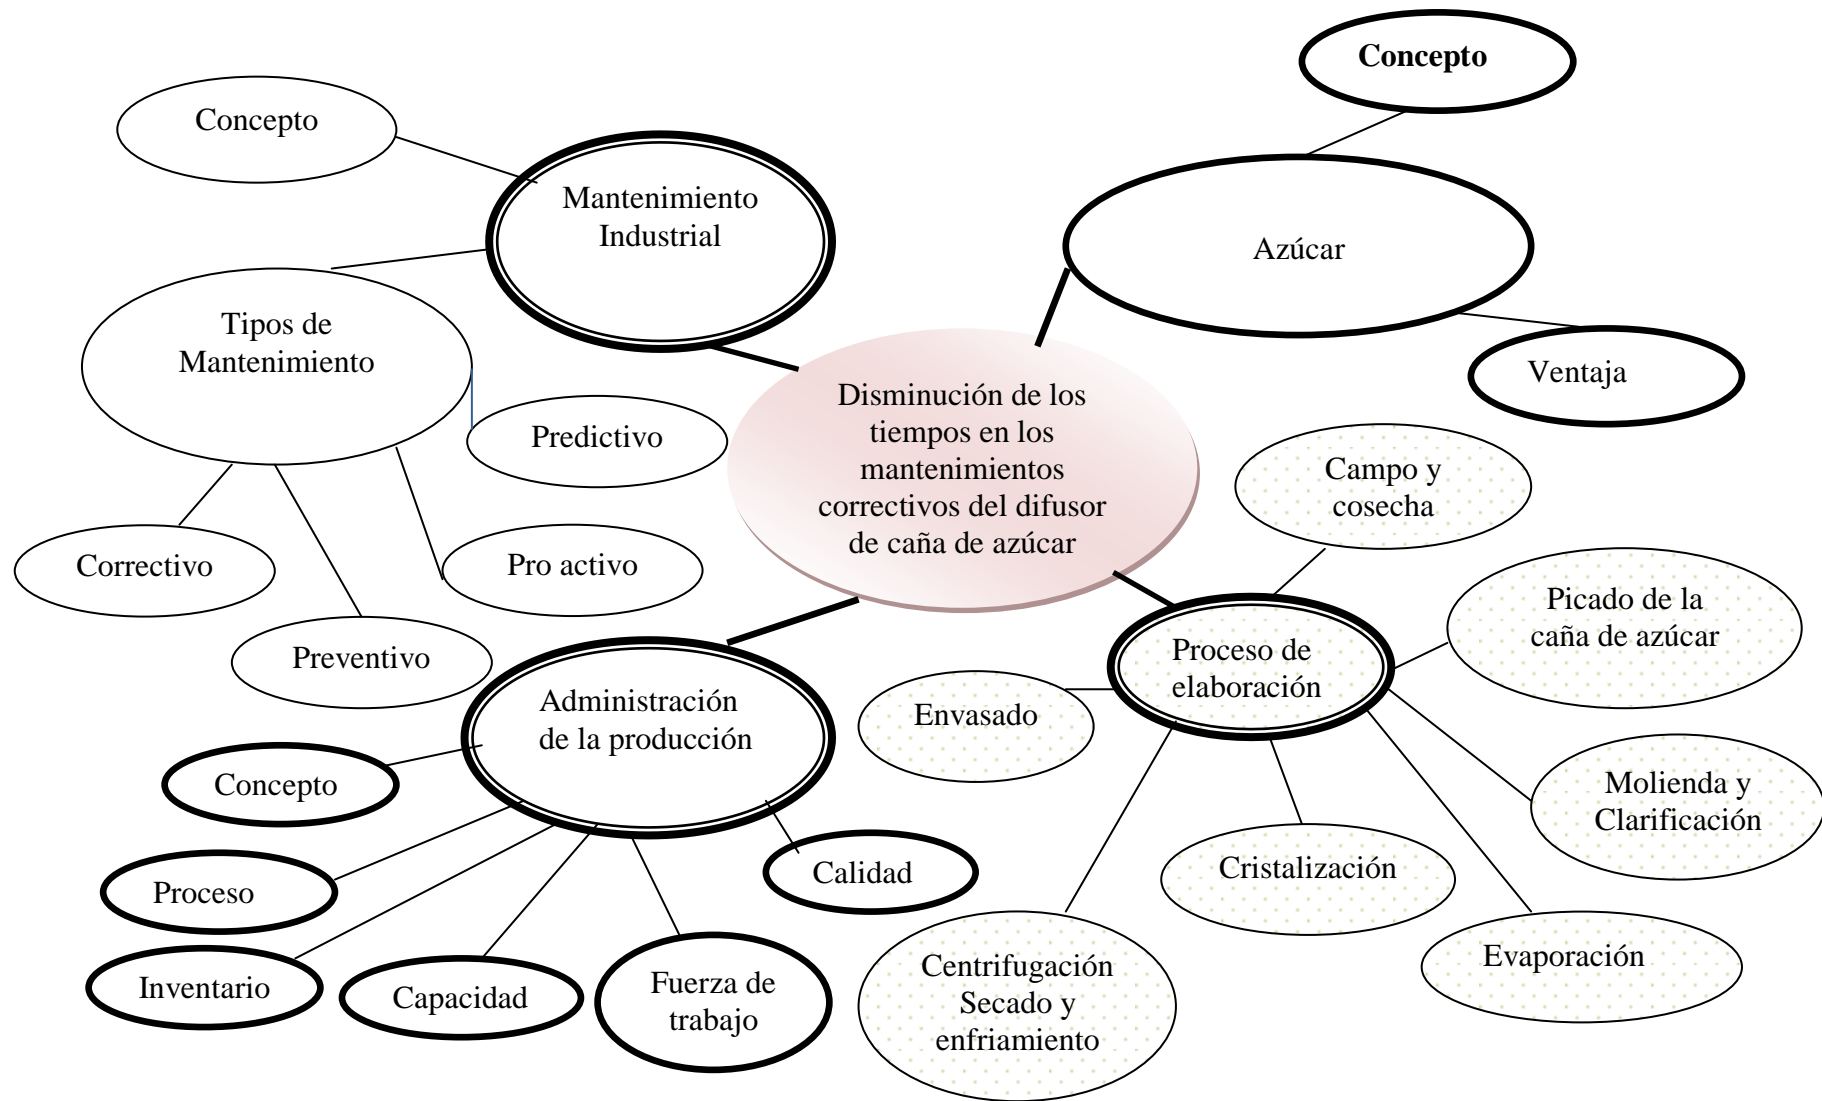 Concepto
Concepto
Mantenimiento
Industrial
Azúcar
Tipos de
Mantenimiento
Ventaja
Disminución de los
tiempos en los
mantenimientos
correctivos del difusor
de caña de azúcar
Predictivo
Campo y
cosecha
Correctivo
Pro activo
Picado de la
caña de azúcar
Preventivo
Proceso de
elaboración
Administración
de la producción
Envasado
Concepto
Molienda y
Clarificación
Calidad
Cristalización
Proceso
Inventario
Capacidad
Fuerza de
trabajo
Centrifugación
Secado y
enfriamiento
Evaporación